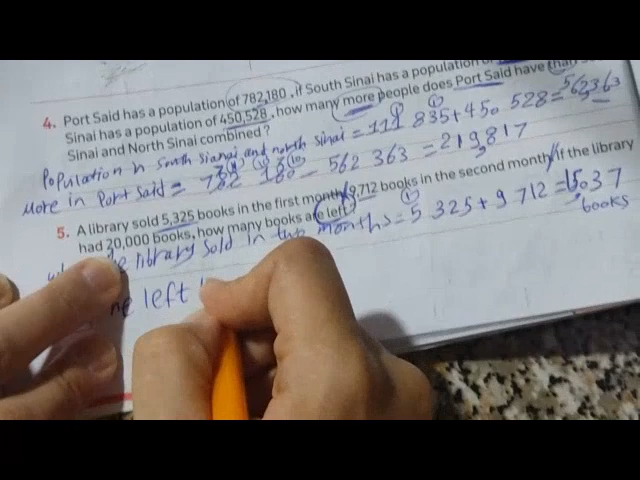 4. Port Said has a population of 782,180, if South Sinai has a population
Sinai has a population of 450,528, how many more people does Port Said have than
Sinai and North Sinai combined?
Population in South Sianai and north sinai = 111 835 + 450 528 = 562,363
More in Port Said = 782 180 - 562 363 = 219,817
5. A library sold 5,325 books in the first month, 9,712 books in the second month, if the library
had 20,000 books, how many books are left?
library sold in two months = 5 325 + 9 712 = 15,037
books
left